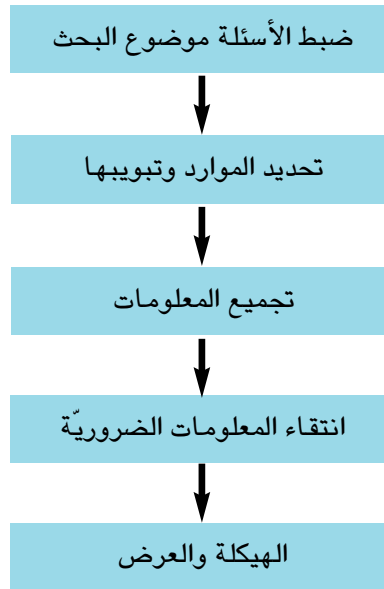 ضبط الأسئلة موضوع البحث
تحديد الموارد وتبويبها
تجميع المعلومات
انتقاء المعلومات الضروريّة
الهيكلة والعرض